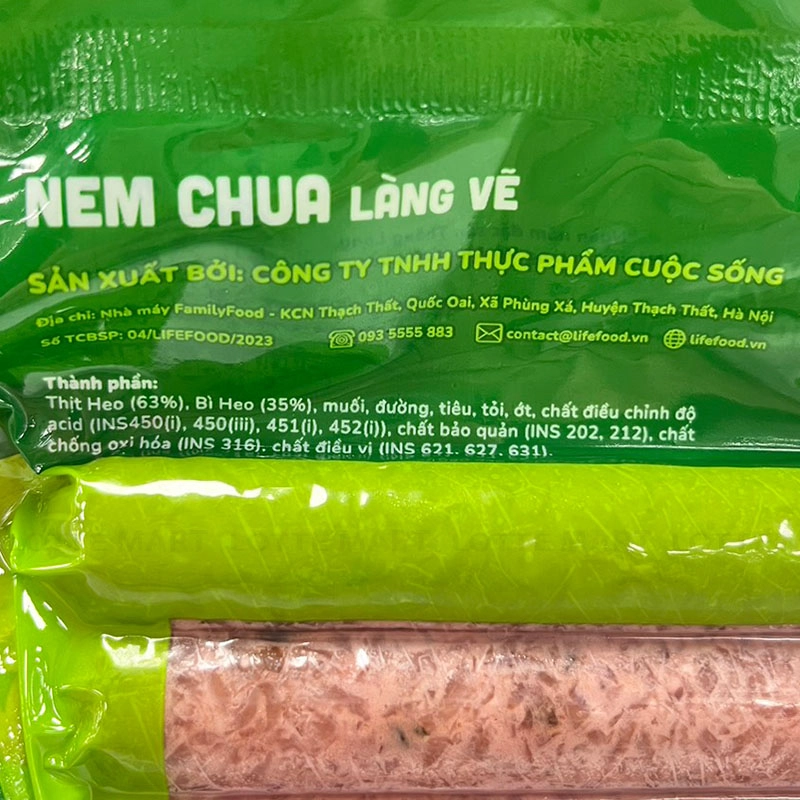 NEM CHUA LÀNG VẼ
SẢN XUẤT BỞI: CÔNG TY TNHH THỰC PHẨM CUỘC SỐNG
Địa chỉ: Nhà máy FamilyFood - KCN Thạch Thất, Quốc Oai, Xã Phùng Xá, Huyện Thạch Thất, Hà Nội
Số TCBSP: 04/LIFEFOOD/2023 093 5555 883 contact@lifefood.vn lifefood.vn
Thành phần:
Thịt Heo (63%), Bì Heo (35%), muối, đường, tiêu, tỏi, ớt, chất điều chỉnh độ
acid (INS450(i), 450(iii), 451(i), 452(i)), chất bảo quản (INS 202, 212), chất
chống oxi hóa (INS 316), chất điều vị (INS 621, 627, 631).